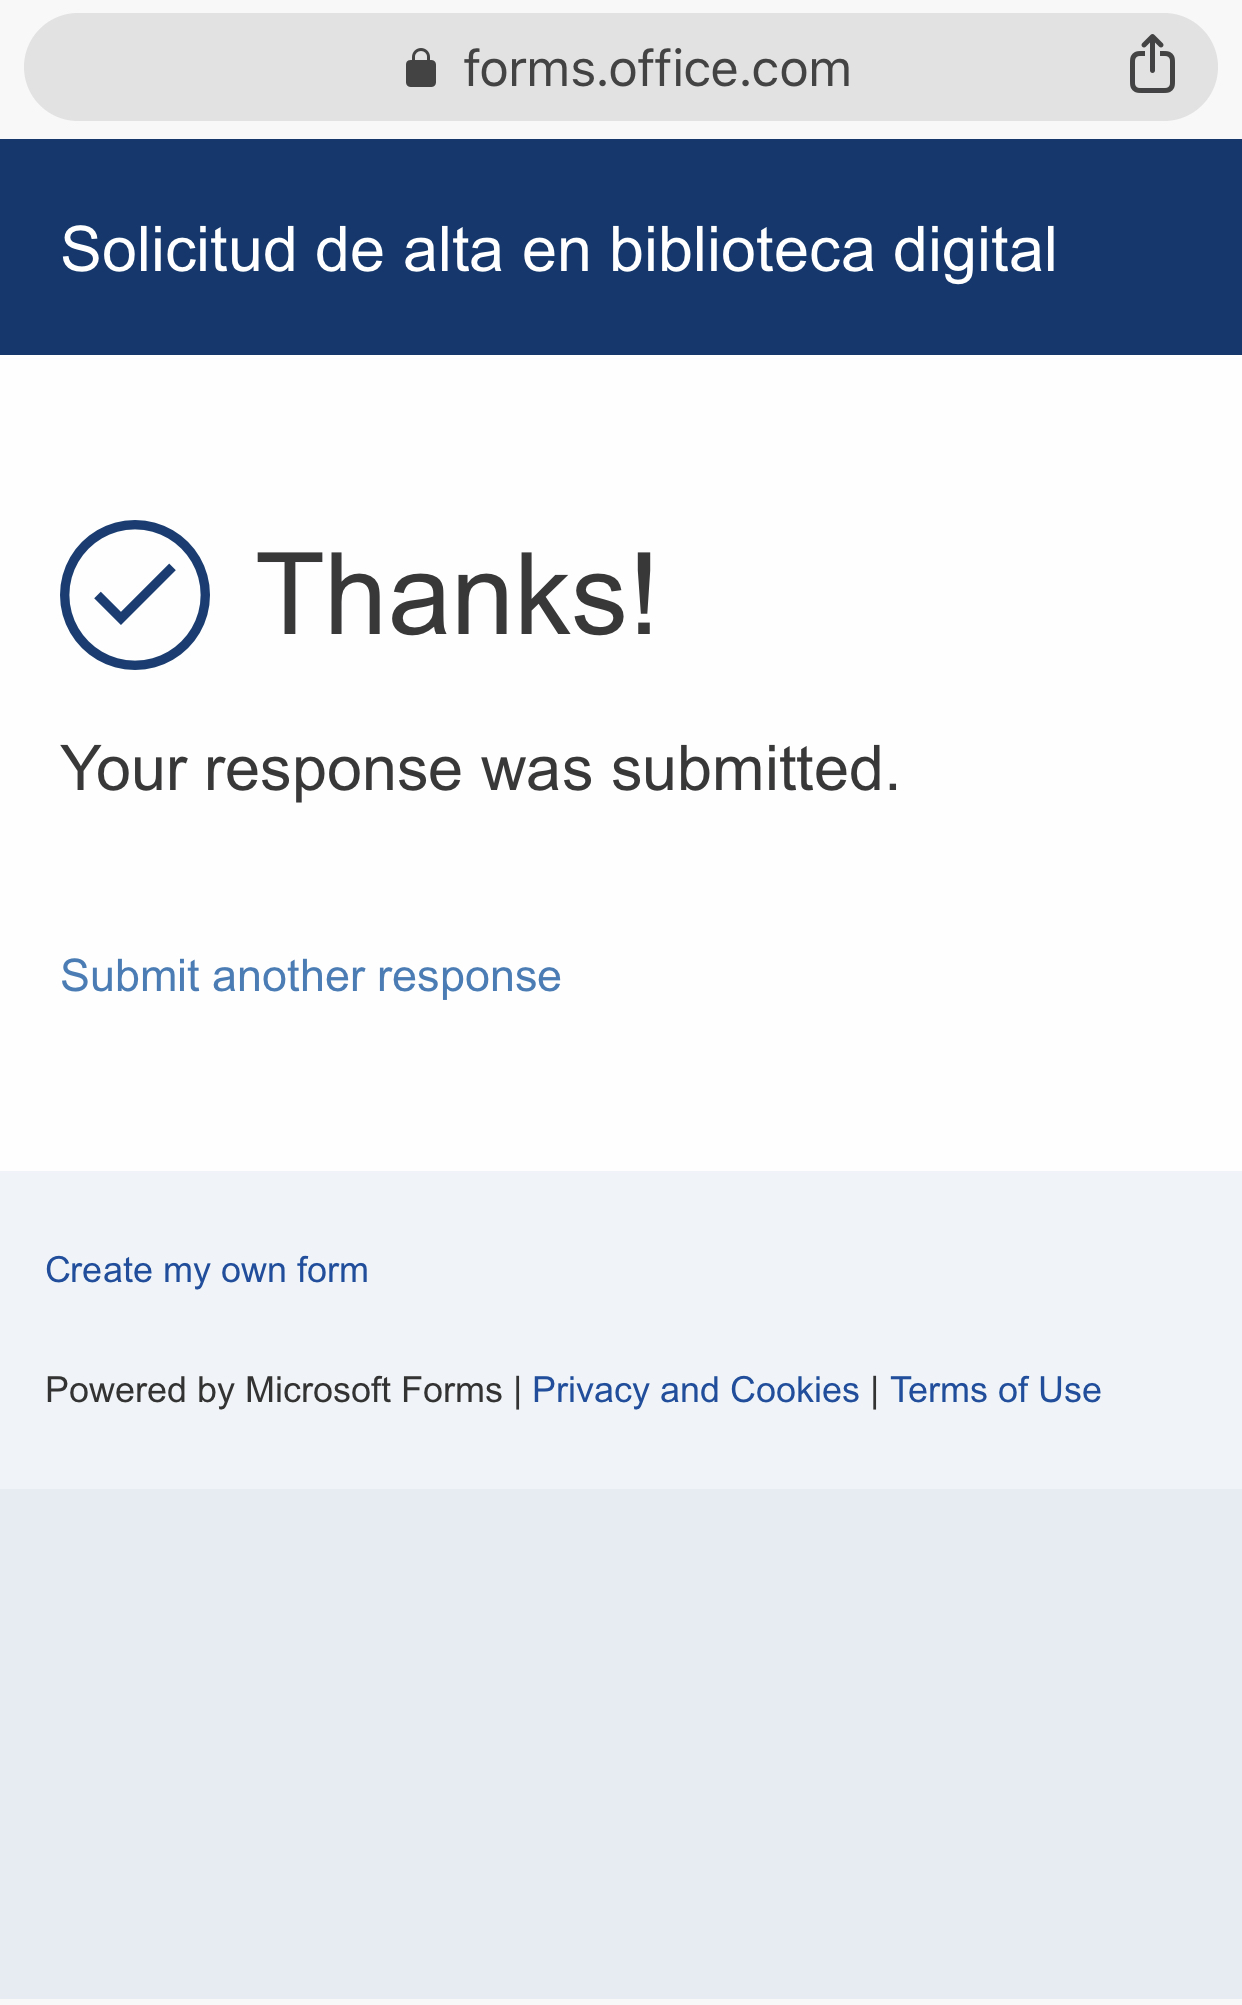 forms.office.com
Solicitud de alta en biblioteca digital
Thanks!
Your response was submitted.
Submit another response
Create my own form
Powered by Microsoft Forms | Privacy and Cookies | Terms of Use